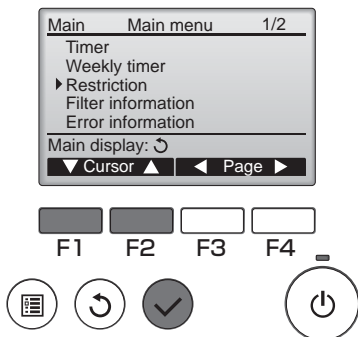 Main Main menu 1/2
Timer
Weekly timer
Restriction
Filter information
Error information
Main display:
Cursor Page
F1 F2 F3 F4